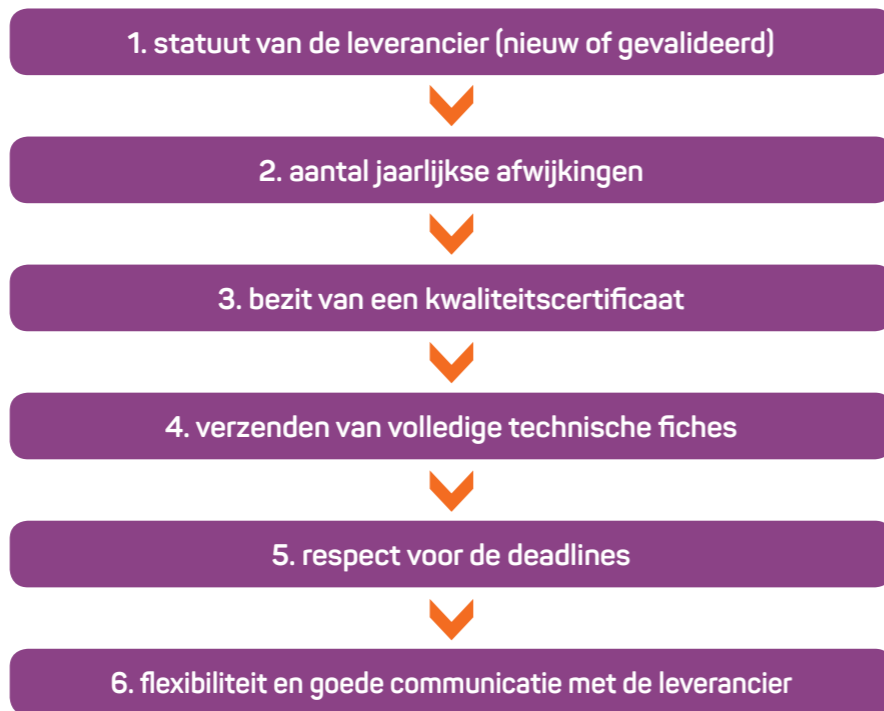 1. statuut van de leverancier (nieuw of gevalideerd)
2. aantal jaarlijkse afwijkingen
3. bezit van een kwaliteitscertificaat
4. verzenden van volledige technische fiches
5. respect voor de deadlines
6. flexibiliteit en goede communicatie met de leverancier